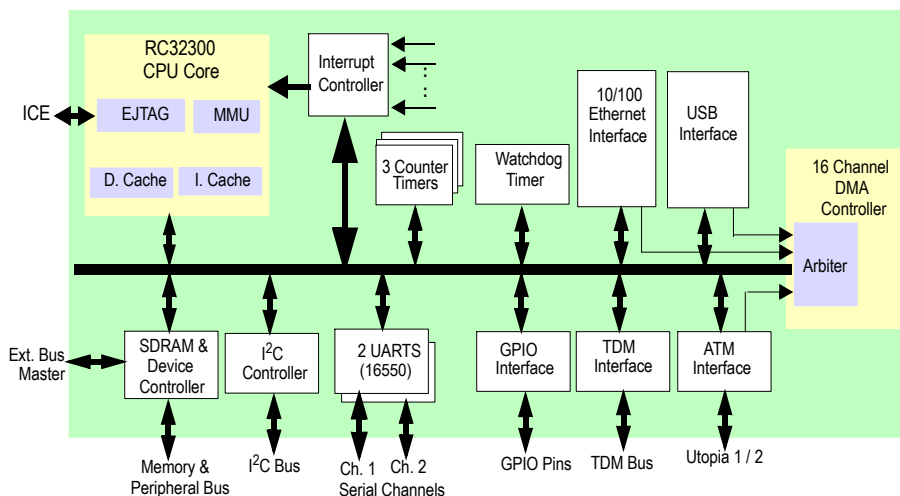 RC32300
CPU Core
EJTAG
MMU
D. Cache
I. Cache
ICE
Interrupt
Controller
3 Counter
Timers
Watchdog
Timer
10/100
Ethernet
Interface
USB
Interface
16 Channel
DMA
Controller
Arbiter
Ext. Bus
Master
SDRAM &
Device
Controller
I²C
Controller
2 UARTS
(16550)
GPIO
Interface
TDM
Interface
ATM
Interface
Memory &
Peripheral Bus
I²C Bus
Ch. 1
Ch. 2
Serial Channels
GPIO Pins
TDM Bus
Utopia 1 / 2